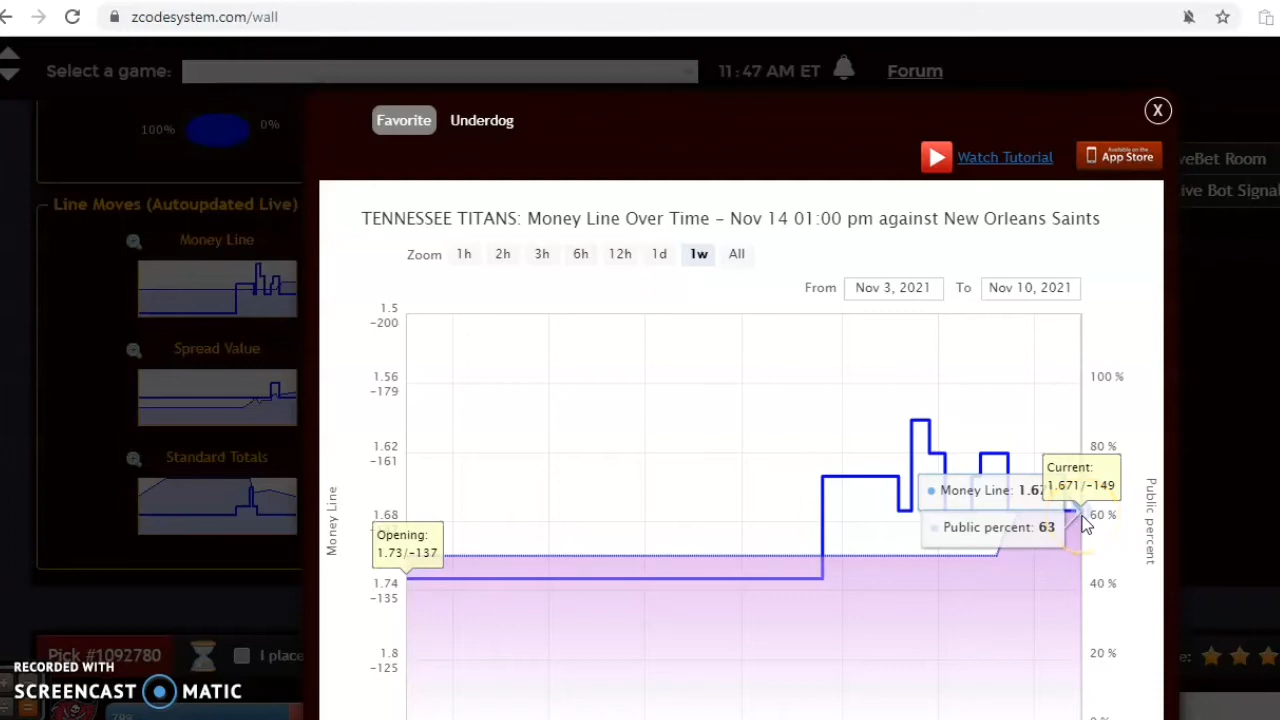 zcodesystem.com/wall
Select a game:
11:47 AM ET
Forum
Favorite
Underdog
X
100%
0%
Watch Tutorial
Available on the
App Store
iveBet Room
ive Bot Signal
Line Moves (Autoupdated Live)
Money Line
Spread Value
Standard Totals
TENNESSEE TITANS: Money Line Over Time - Nov 14 01:00 pm against New Orleans Saints
Zoom 1h 2h 3h 6h 12h 1d 1w All
From Nov 3, 2021 To Nov 10, 2021
1.5
-200
1.56
-179
1.62
-161
1.68
1.74
-135
1.8
-125
Money Line
100 %
80 %
60 %
40 %
20 %
0 %
Public percent
Opening:
1.73/-137
Money Line: 1.67
Public percent: 63
Current:
1.671/-149
Pick #1092780
I place
RECORDED WITH
SCREENCAST MATIC